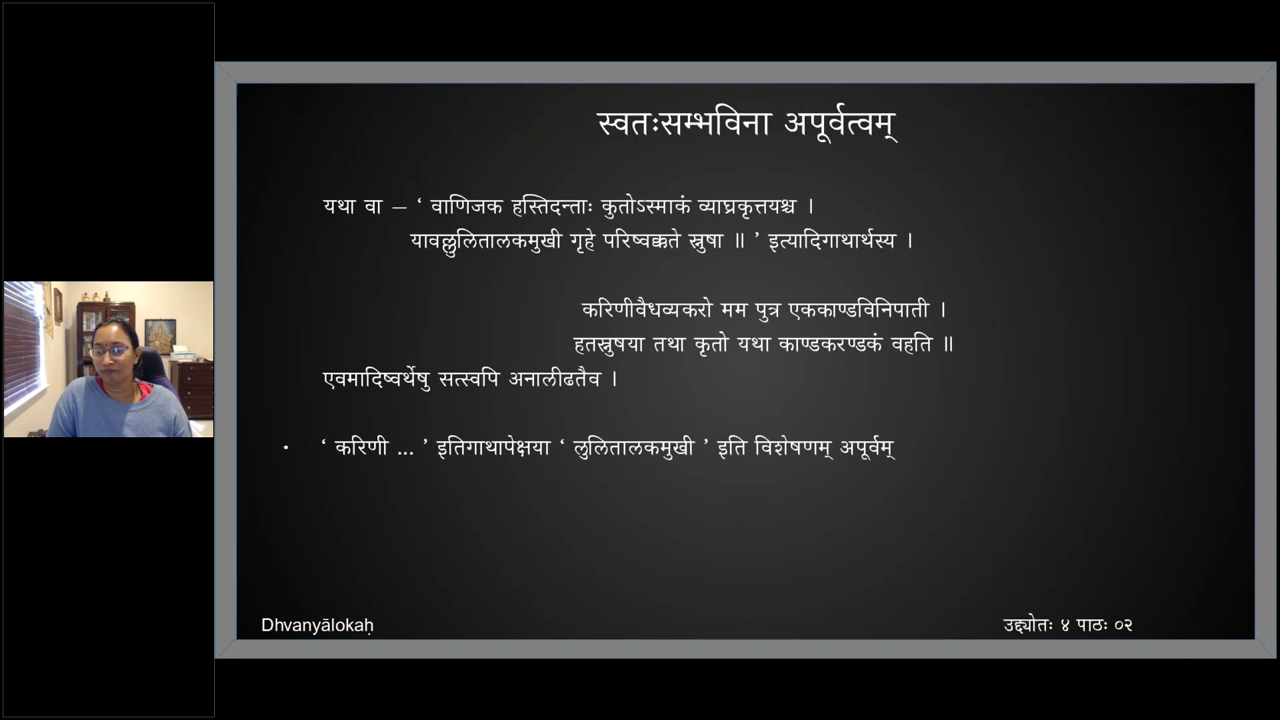 स्वतःसम्भविना अपूर्वत्वम्
यथा वा – ‘ वाणिजक हस्तिदन्ताः कुतोऽस्माकं व्याघ्रकृत्तयश्च ।
यावल्लुलितालकमुखी गृहे परिष्वक्कते स्नुषा ॥ ’ इत्यादिगाथार्थस्य ।
करिणीवैधव्यकरो मम पुत्र एककाण्डविनिपाती ।
हतस्नुषया तथा कृतो यथा काण्डकरण्डकं वहति ॥
एवमादिष्वर्थेषु सत्स्वपि अनालीढतैव ।
• ‘ करिणी ... ’ इतिगाथापेक्षया ‘ लुलितालकमुखी ’ इति विशेषणम् अपूर्वम्
Dhvanyālokaḥ
उद्द्योतः ४ पाठः ०२